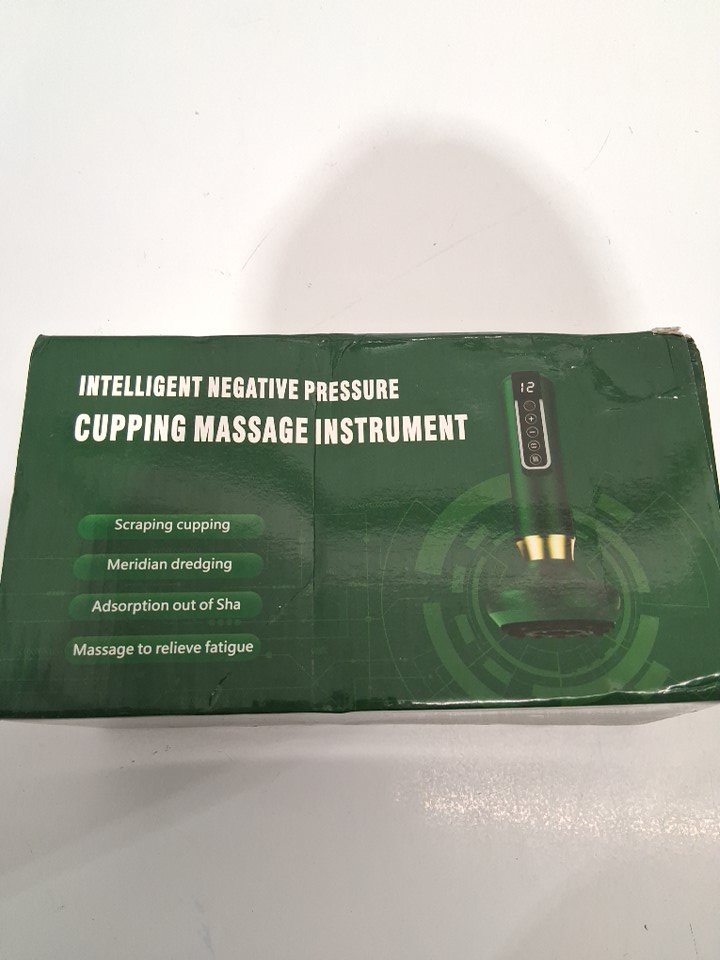 INTELLIGENT NEGATIVE PRESSURE
CUPPING MASSAGE INSTRUMENT
12
Scraping cupping
Meridian dredging
Adsorption out of Sha
Massage to relieve fatigue